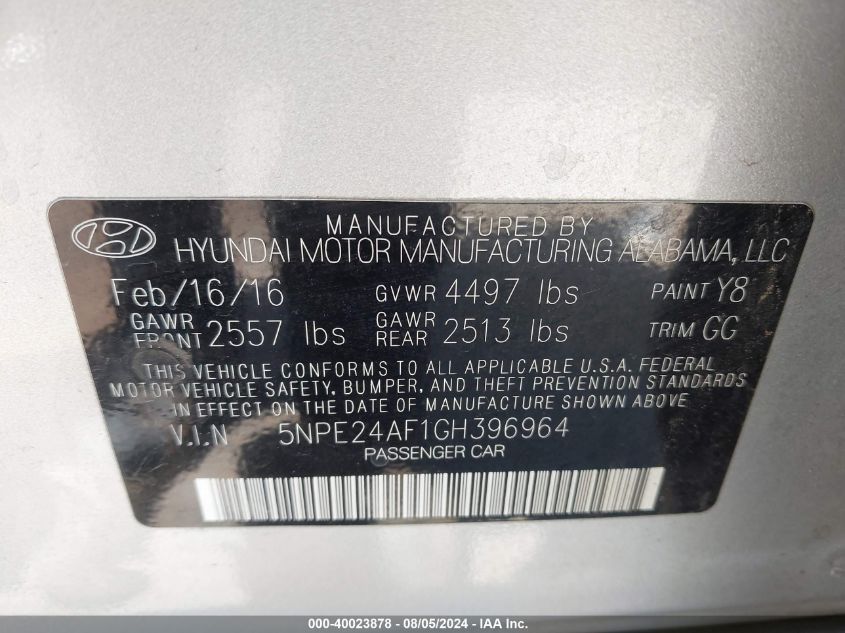 MANUFACTURED BY
HYUNDAI MOTOR MANUFACTURING ALABAMA, LLC
Feb/16/16 GVWR 4497 lbs PAINT Y8
GAWR FRONT 2557 lbs GAWR REAR 2513 lbs TRIM GG
THIS VEHICLE CONFORMS TO ALL APPLICABLE U.S.A. FEDERAL
MOTOR VEHICLE SAFETY, BUMPER, AND THEFT PREVENTION STANDARDS
IN EFFECT ON THE DATE OF MANUFACTURE SHOWN ABOVE
V.I.N 5NPE24AF1GH396964
PASSENGER CAR
000-40023878 - 08/05/2024 - IAA Inc.